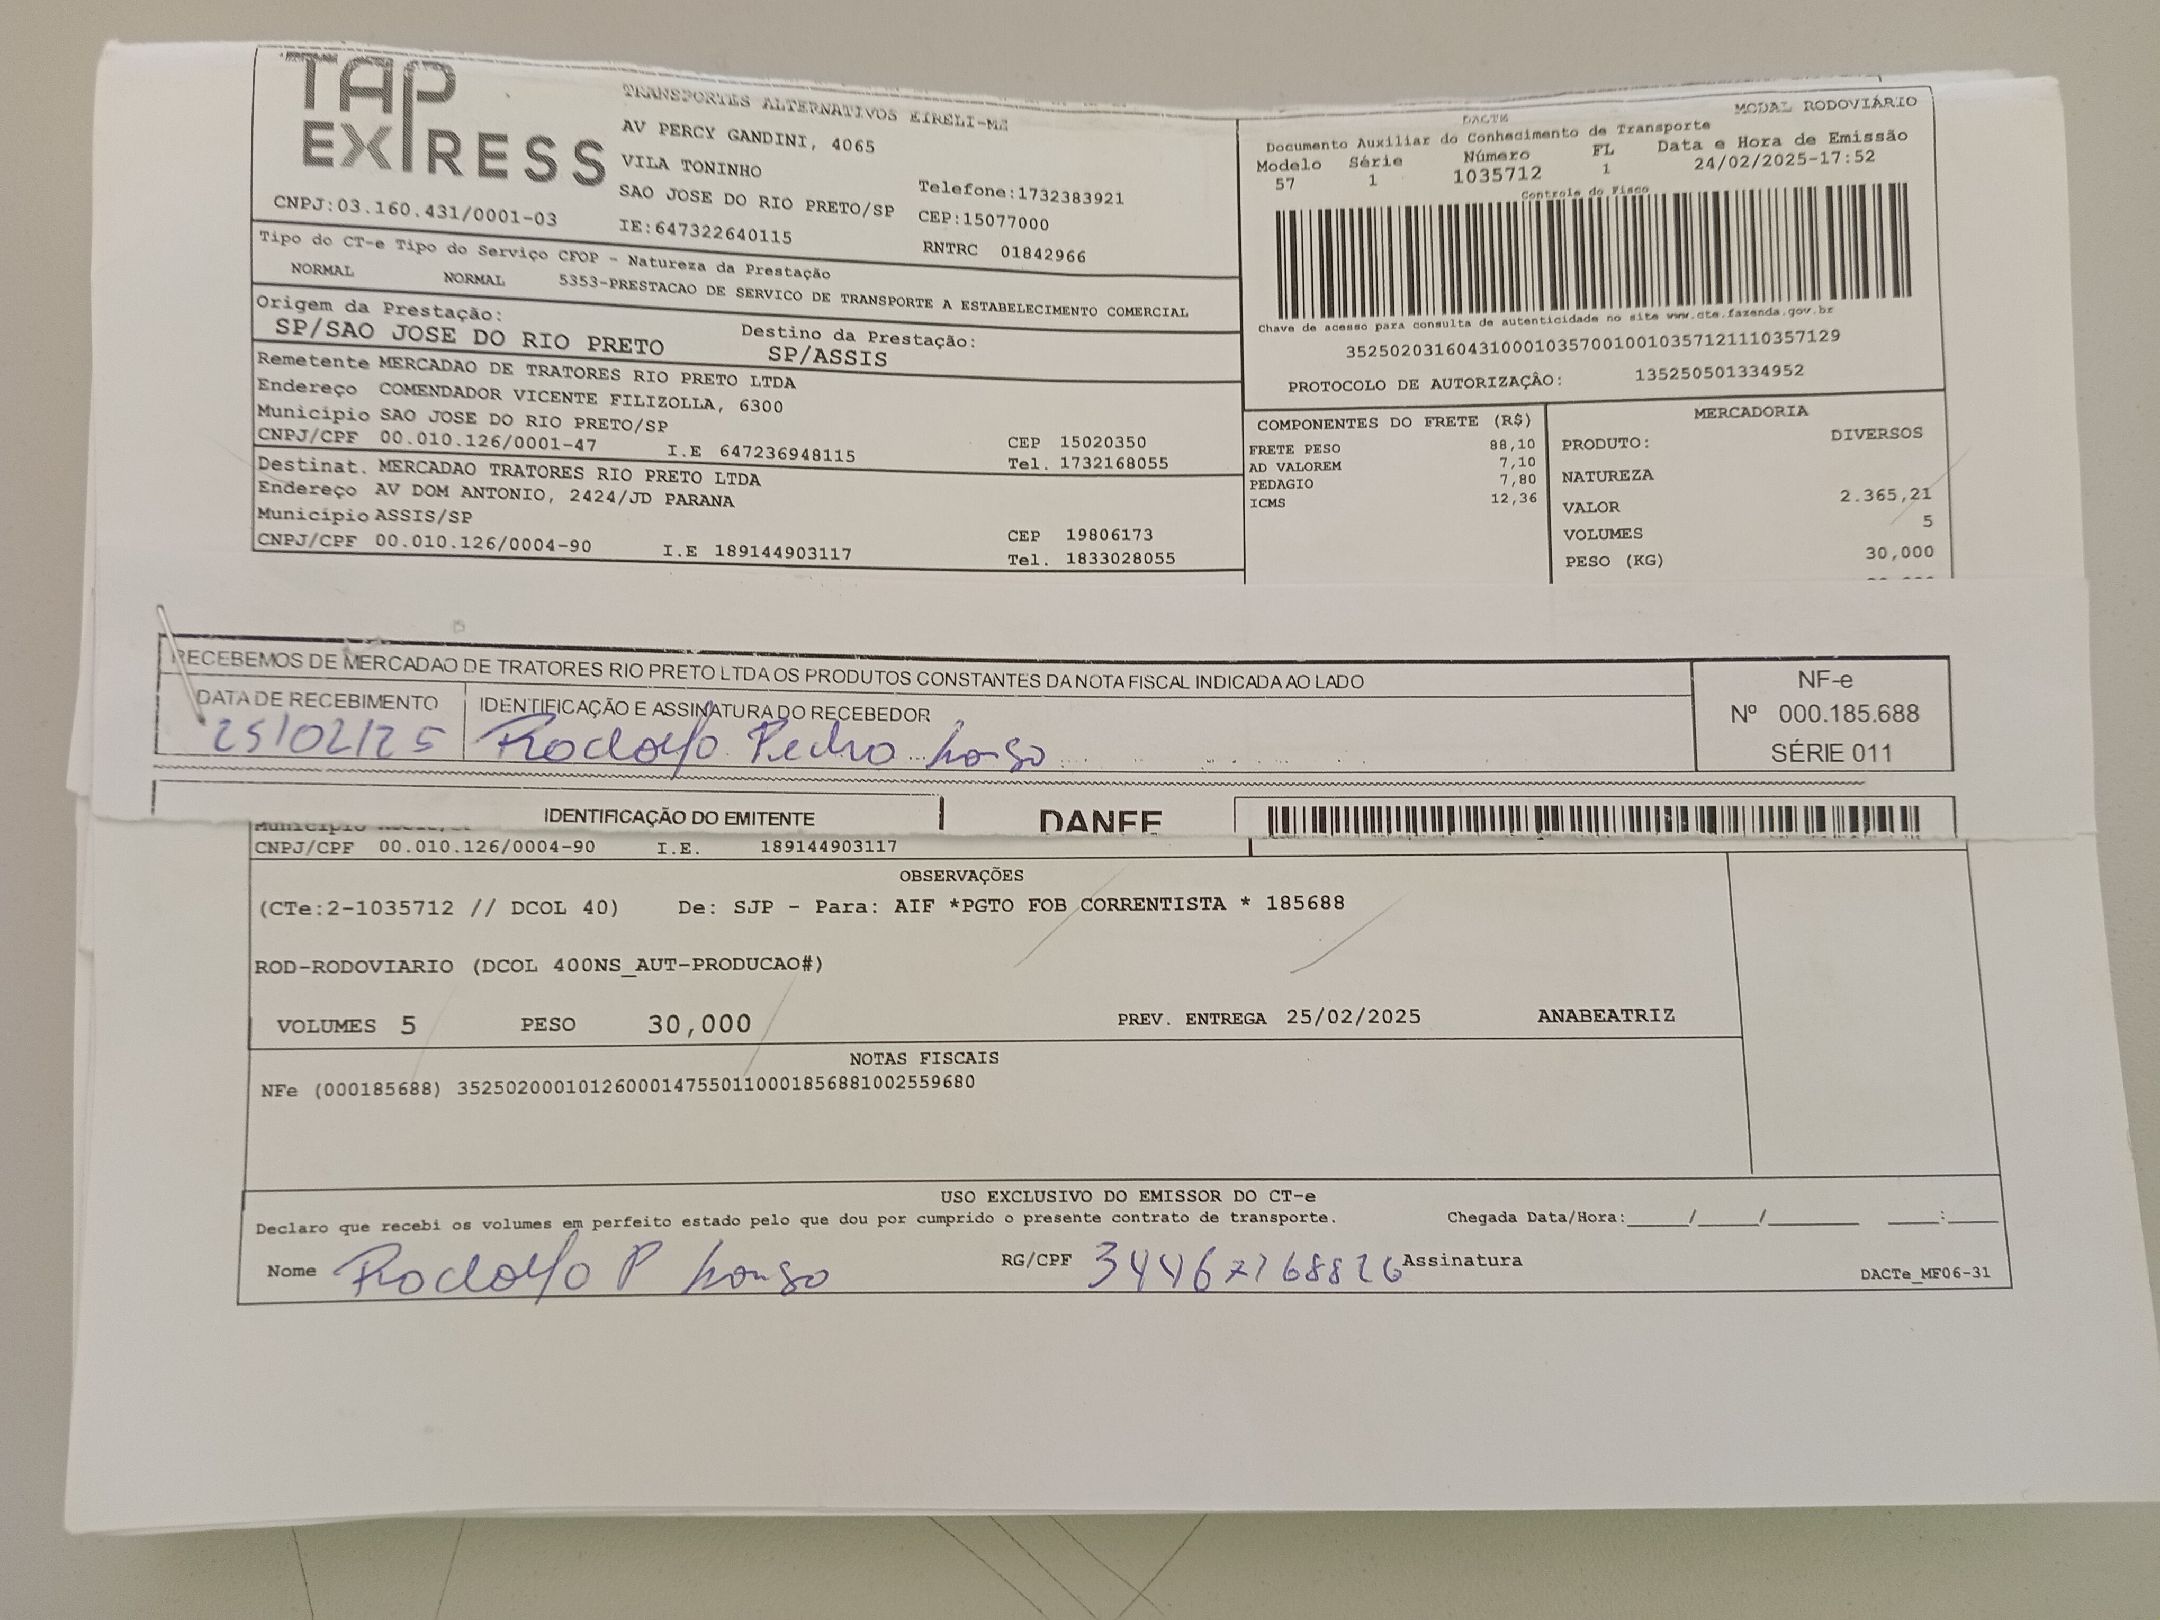 TAP
EXPRESS
TRANSPORTES ALTERNATIVOS EIRELI-ME
AV PERCY GANDINI, 4065
VILA TONINHO
SAO JOSE DO RIO PRETO/SP
Telefone:1732383921
CEP:15077000
CNPJ:03.160.431/0001-03
IE:647322640115
RNTRC 01842966
DACTE
MODAL RODOVIÁRIO
Documento Auxiliar do Conhecimento de Transporte
Modelo Série Número FL Data e Hora de Emissão
57 1 1035712 1 24/02/2025-17:52
Controle do Fisco
Chave de acesso para consulta de autenticidade no site www.cte.fazenda.gov.br
35250203160431000103570010010357121110357129
PROTOCOLO DE AUTORIZAÇÃO: 135250501334952
Tipo do CT-e Tipo do Serviço CFOP - Natureza da Prestação
NORMAL NORMAL 5353-PRESTACAO DE SERVICO DE TRANSPORTE A ESTABELECIMENTO COMERCIAL
Origem da Prestação: Destino da Prestação:
SP/SAO JOSE DO RIO PRETO SP/ASSIS
Remetente MERCADAO DE TRATORES RIO PRETO LTDA
Endereço COMENDADOR VICENTE FILIZOLLA, 6300
Município SAO JOSE DO RIO PRETO/SP CEP 15020350
CNPJ/CPF 00.010.126/0001-47 I.E 647236948115 Tel. 1732168055
Destinat. MERCADAO TRATORES RIO PRETO LTDA
Endereço AV DOM ANTONIO, 2424/JD PARANA
Município ASSIS/SP CEP 19806173
CNPJ/CPF 00.010.126/0004-90 I.E 189144903117 Tel. 1833028055
COMPONENTES DO FRETE (R$)
FRETE PESO 88,10
AD VALOREM 7,10
PEDAGIO 7,80
ICMS 12,36
MERCADORIA
PRODUTO: DIVERSOS
NATUREZA
VALOR 2.365,21
VOLUMES 5
PESO (KG) 30,000
RECEBEMOS DE MERCADAO DE TRATORES RIO PRETO LTDA OS PRODUTOS CONSTANTES DA NOTA FISCAL INDICADA AO LADO
DATA DE RECEBIMENTO IDENTIFICAÇÃO E ASSINATURA DO RECEBEDOR
25/02/25 Rodolfo Pedro
NF-e
Nº 000.185.688
SÉRIE 011
IDENTIFICAÇÃO DO EMITENTE DANFE
CNPJ/CPF 00.010.126/0004-90 I.E. 189144903117
OBSERVAÇÕES
(CTe:2-1035712 // DCOL 40) De: SJP - Para: AIF *PGTO FOB CORRENTISTA * 185688
ROD-RODOVIARIO (DCOL 400NS_AUT-PRODUCAO#)
VOLUMES 5 PESO 30,000 PREV. ENTREGA 25/02/2025 ANABEATRIZ
NOTAS FISCAIS
NFe (000185688) 35250200010126000147550110001856881002559680
USO EXCLUSIVO DO EMISSOR DO CT-e
Declaro que recebi os volumes em perfeito estado pelo que dou por cumprido o presente contrato de transporte. Chegada Data/Hora:____/____/______ ___:___
Nome Rodolfo P RG/CPF 34467768826 Assinatura
DACTe_MF06-31